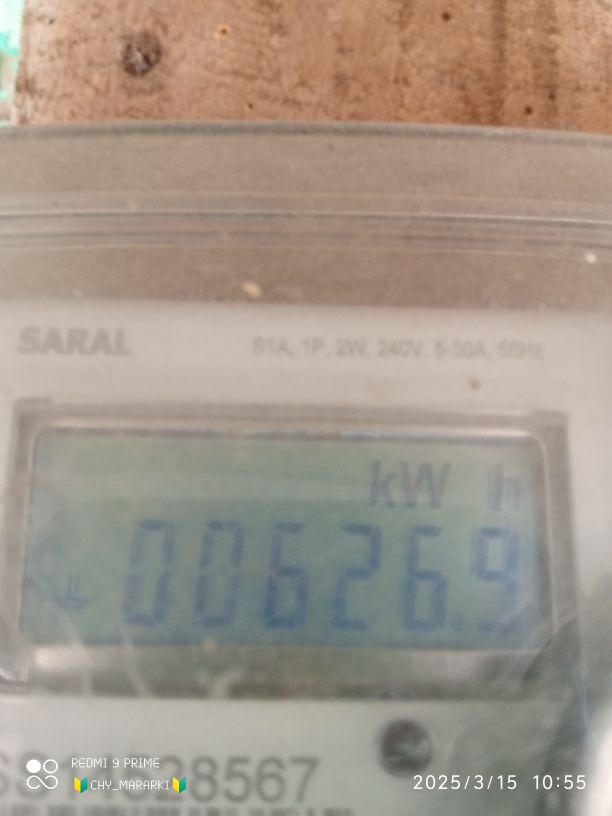 SARAL
S1A, 1P, 2W, 240V, 5-30A, 50Hz
kW h
00626.9
28567
REDMI 9 PRIME
🔰CHY_MARARKI🔰
2025/3/15 10:55